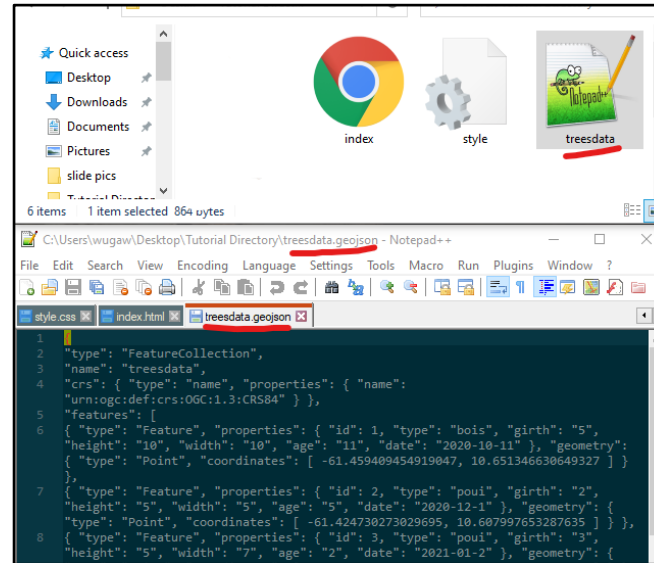 Quick access
Desktop
Downloads
Documents
Pictures
slide pics
index
style
Notepad++
treesdata
6 items 1 item selected 864 bytes
C:\Users\wugaw\Desktop\Tutorial Directory\treesdata.geojson - Notepad++
File Edit Search View Encoding Language Settings Tools Macro Run Plugins Window ?
style.css index.html treesdata.geojson
1 {
2 "type": "FeatureCollection",
3 "name": "treesdata",
4 "crs": { "type": "name", "properties": { "name":
"urn:ogc:def:crs:OGC:1.3:CRS84" } },
5 "features": [
6 { "type": "Feature", "properties": { "id": 1, "type": "bois", "girth": "5",
"height": "10", "width": "10", "age": "11", "date": "2020-10-11" }, "geometry":
{ "type": "Point", "coordinates": [ -61.459409454919047, 10.651346630649327 ] }
},
7 { "type": "Feature", "properties": { "id": 2, "type": "poui", "girth": "2",
"height": "5", "width": "5", "age": "5", "date": "2020-12-1" }, "geometry": {
"type": "Point", "coordinates": [ -61.424730273029695, 10.607997653287635 ] } },
8 { "type": "Feature", "properties": { "id": 3, "type": "poui", "girth": "3",
"height": "5", "width": "7", "age": "2", "date": "2021-01-2" }, "geometry": {